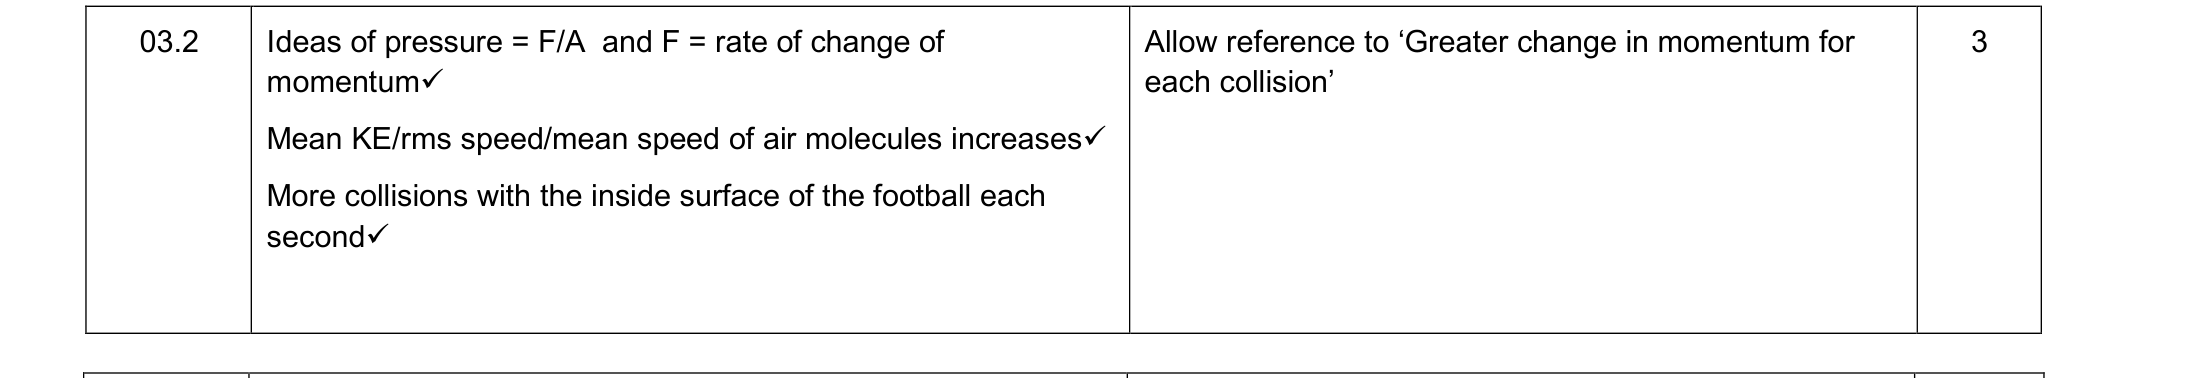 03.2
Ideas of pressure = F/A  and F = rate of change of
momentum✓
Mean KE/rms speed/mean speed of air molecules increases✓
More collisions with the inside surface of the football each
second✓
Allow reference to ‘Greater change in momentum for
each collision’
3